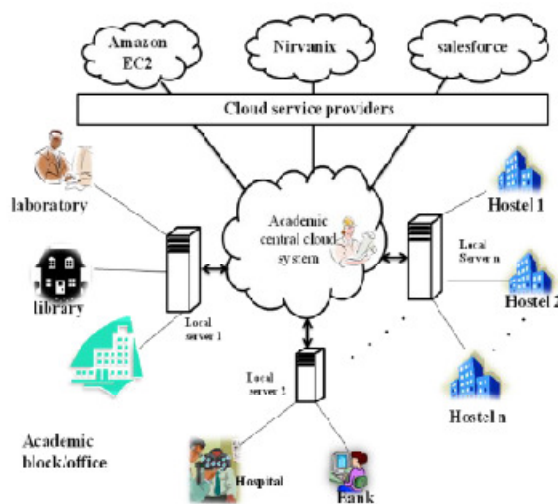 Amazon
EC2
Nirvanix
salesforce
Cloud service providers
laboratory
Academic
central cloud
system
Hostel 1
Local
Server n
library
Local
server 1
Hostel 2
Local
server
Hostel n
Academic
block/office
Hospital
Bank